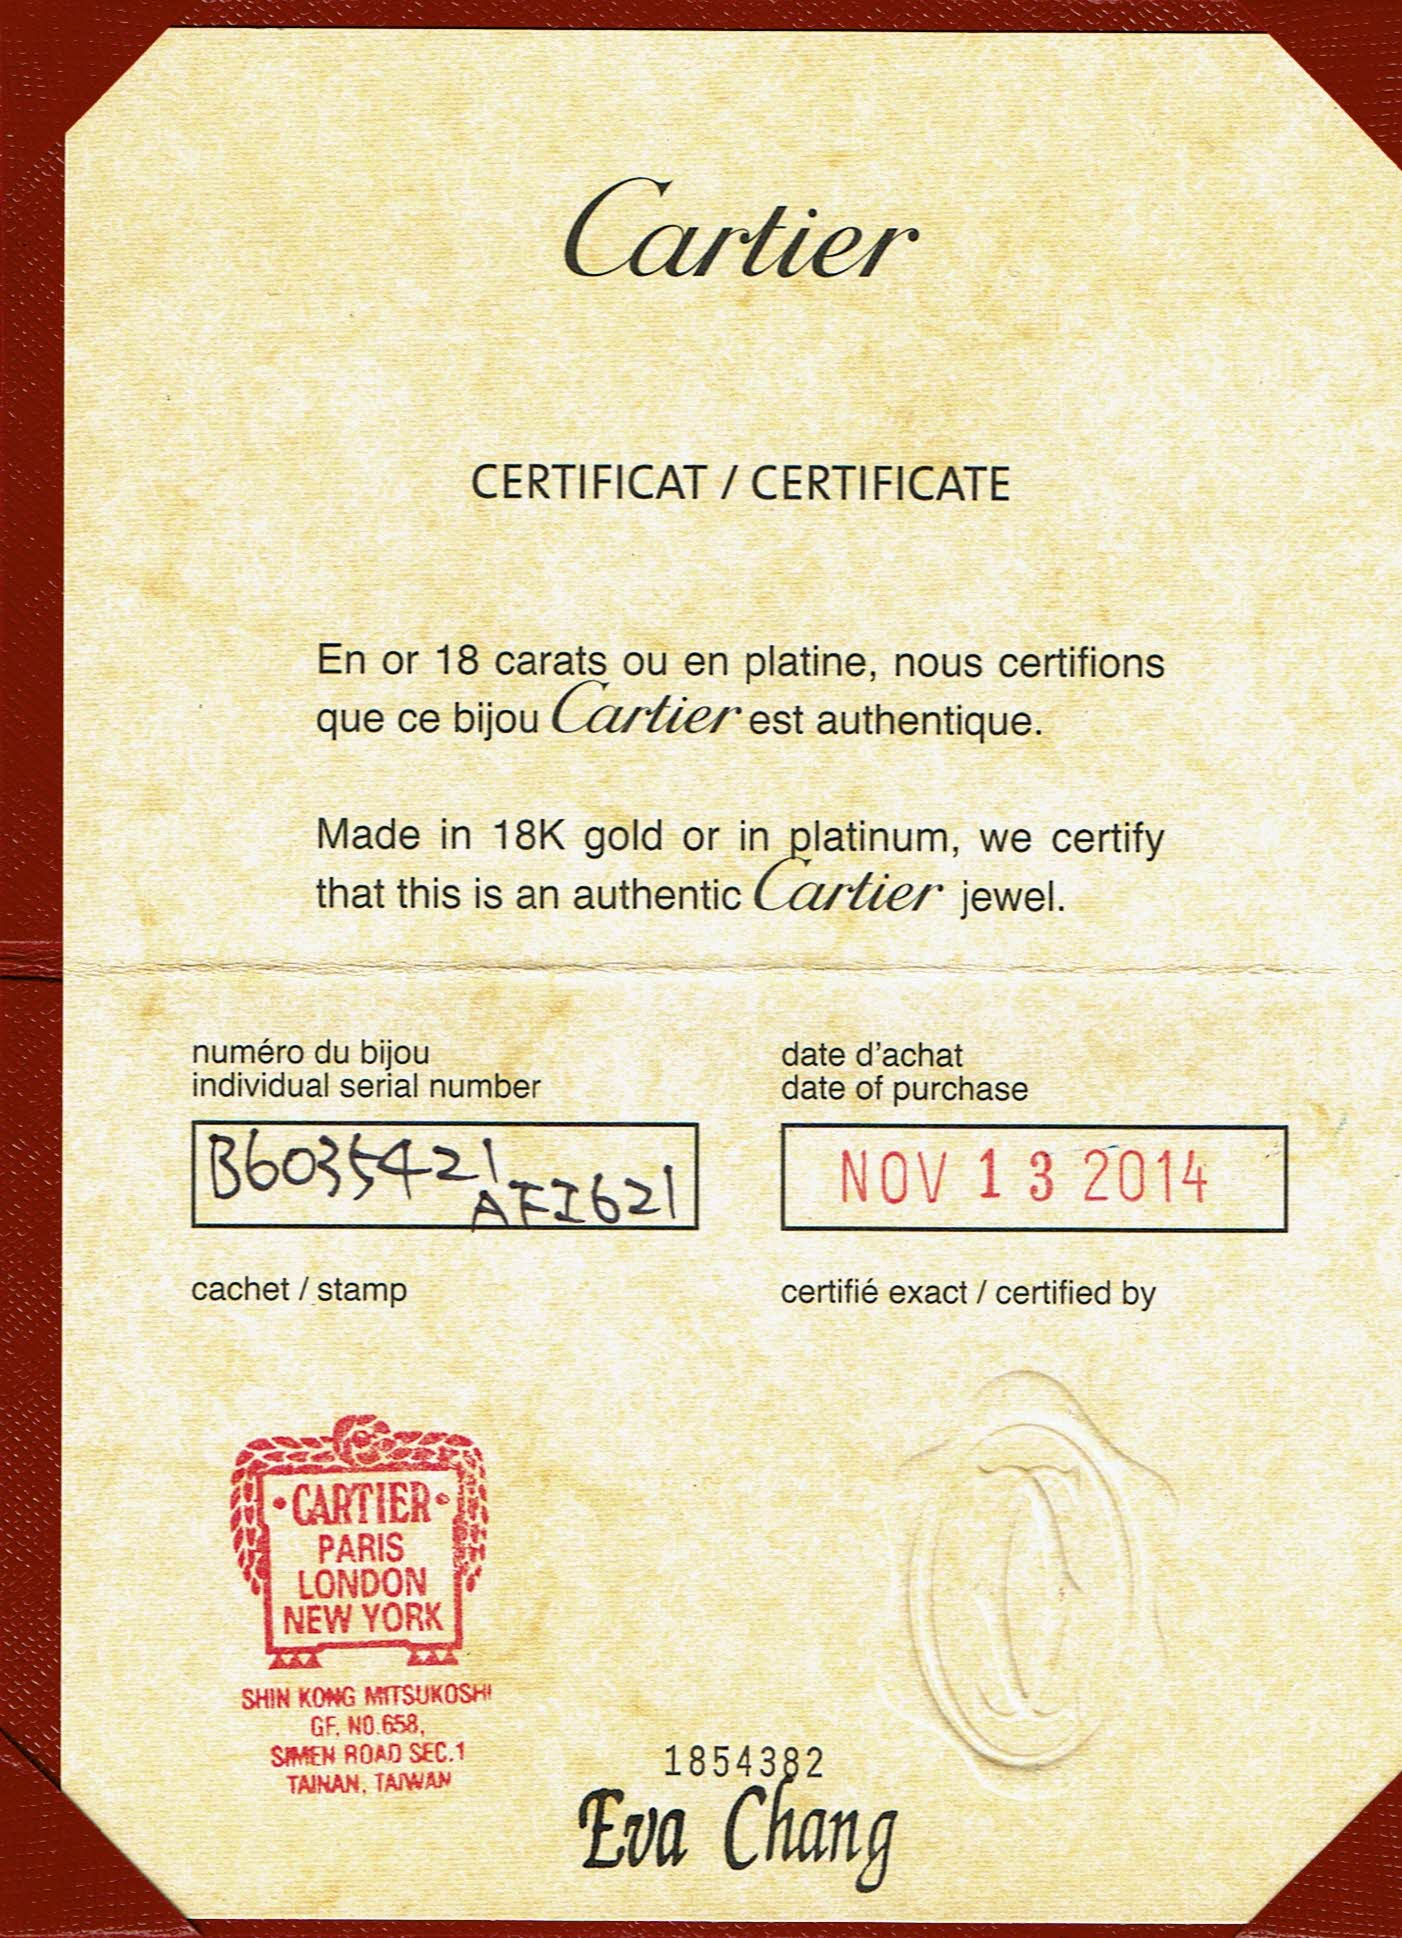 Cartier
CERTIFICAT / CERTIFICATE
En or 18 carats ou en platine, nous certifions
que ce bijou Cartier est authentique.
Made in 18K gold or in platinum, we certify
that this is an authentic Cartier jewel.
numéro du bijou
individual serial number
B6035421
AFI621
date d'achat
date of purchase
NOV 13 2014
cachet / stamp
certifié exact / certified by
·CARTIER·
PARIS
LONDON
NEW YORK
SHIN KONG MITSUKOSHI
GF, NO.658,
SIMEN ROAD SEC.1
TAINAN, TAIWAN
1854382
Eva Chang